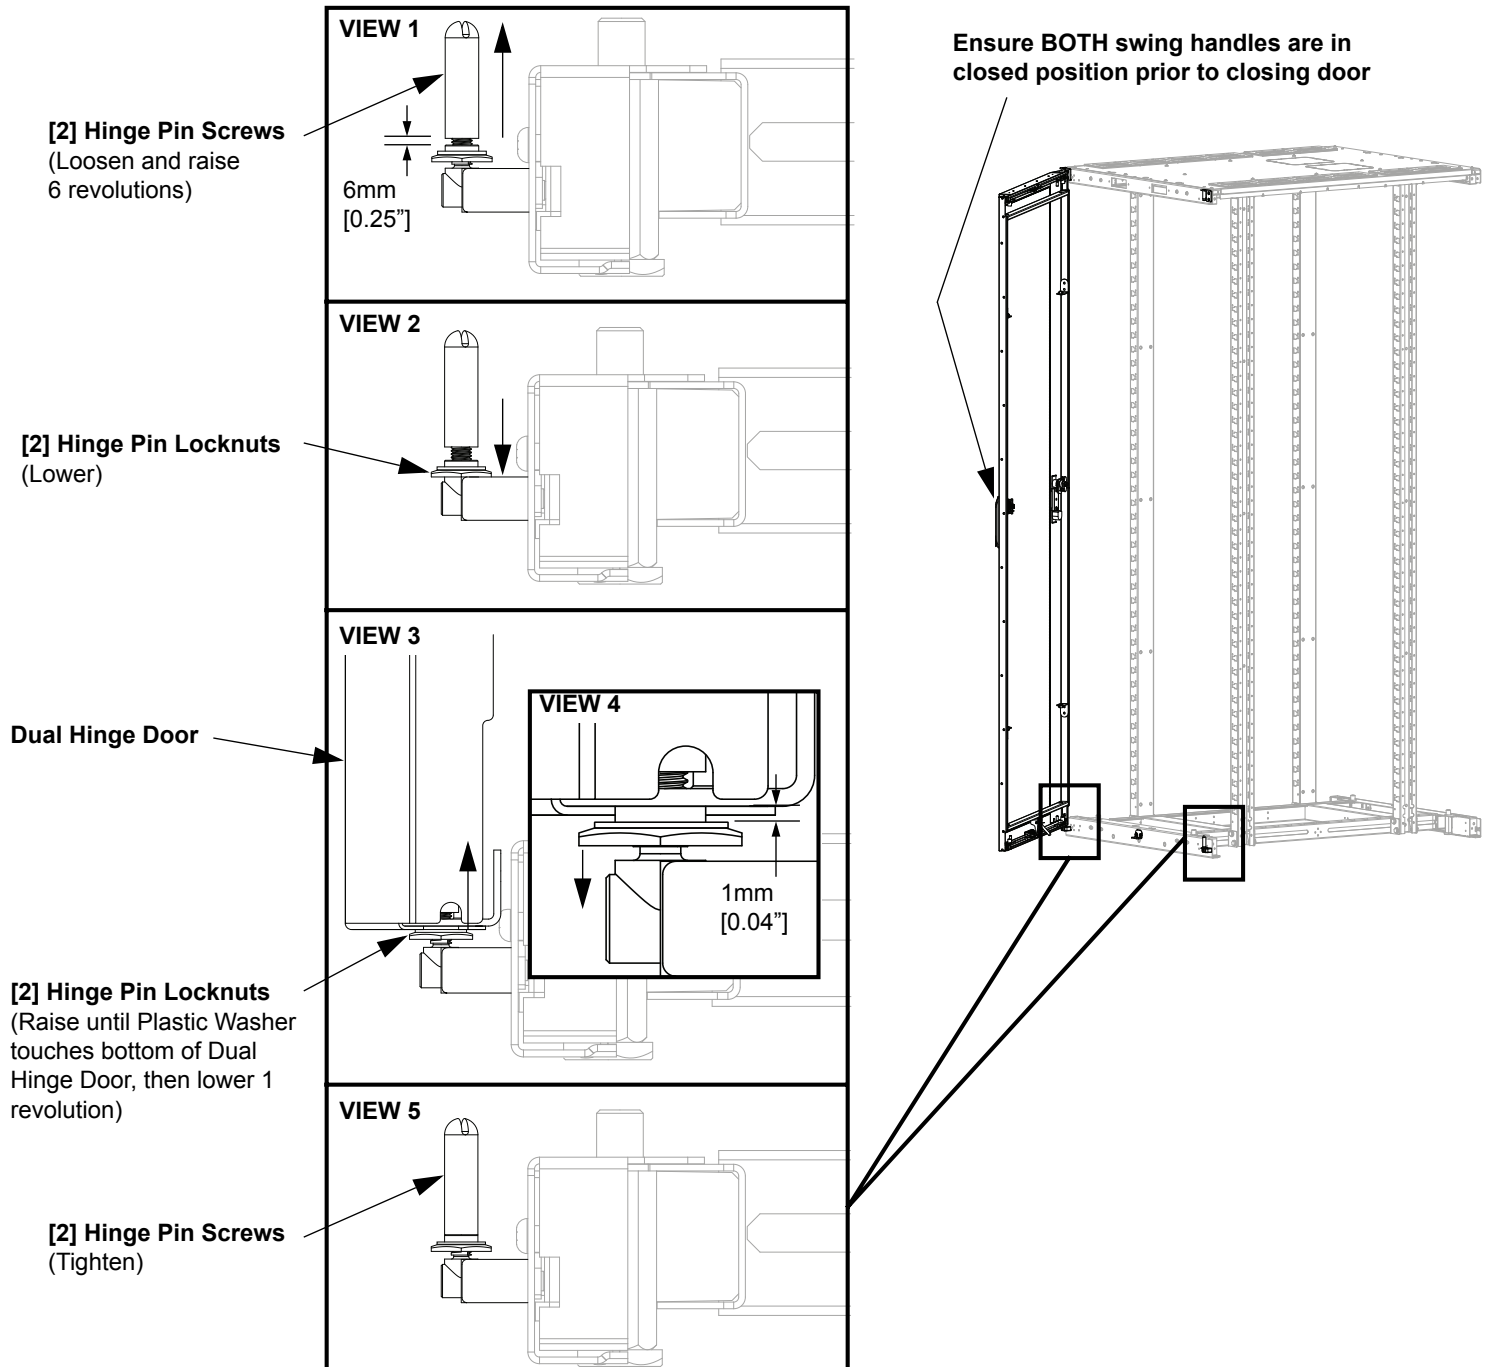 VIEW 1
[2] Hinge Pin Screws
(Loosen and raise
6 revolutions)
6mm
[0.25”]
Ensure BOTH swing handles are in
closed position prior to closing door
VIEW 2
[2] Hinge Pin Locknuts
(Lower)
VIEW 3
Dual Hinge Door
VIEW 4
1mm
[0.04”]
[2] Hinge Pin Locknuts
(Raise until Plastic Washer
touches bottom of Dual
Hinge Door, then lower 1
revolution)
VIEW 5
[2] Hinge Pin Screws
(Tighten)